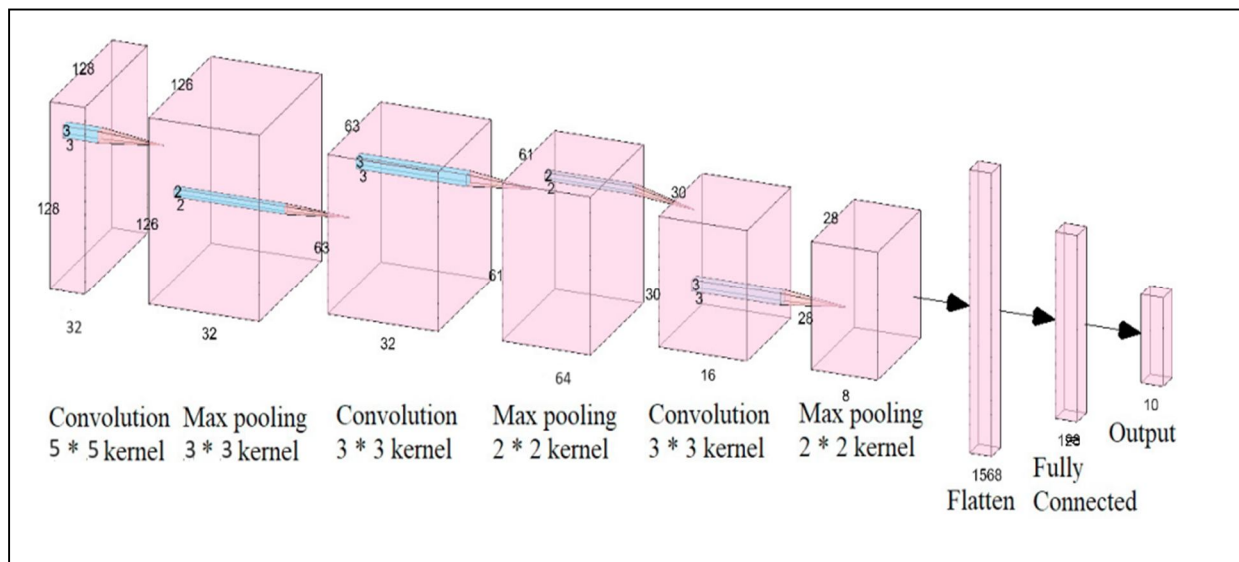 128
3
3
128
32
126
2
2
126
32
63
3
3
63
32
61
2
2
61
64
30
3
3
30
16
28
28
8
1568
10
Convolution
5 * 5 kernel
Max pooling
3 * 3 kernel
Convolution
3 * 3 kernel
Max pooling
2 * 2 kernel
Convolution
3 * 3 kernel
Max pooling
2 * 2 kernel
Flatten
Fully
Connected
Output